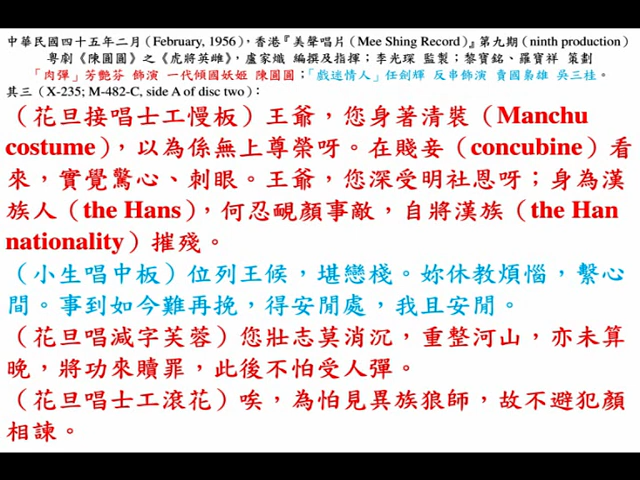 中華民國四十五年二月（February, 1956），香港『美聲唱片（Mee Shing Record）』第九期（ninth production）
粵劇《陳圓圓》之《虎將英雌》，盧家熾 編撰及指揮；李光琛 監製；黎寶銘、羅寶祥 策劃
「肉彈」芳艷芬 飾演 一代傾國妖姬 陳圓圓；「戲迷情人」任劍輝 反串飾演 賣國梟雄 吳三桂。
其三（X-235; M-482-C, side A of disc two）：
（花旦接唱士工慢板）王爺，您身著清裝（Manchu
costume），以為係無上尊榮呀。在賤妾（concubine）看
來，實覺驚心、刺眼。王爺，您深受明社恩呀；身為漢
族人（the Hans），何忍覥顏事敵，自將漢族（the Han
nationality）摧殘。
（小生唱中板）位列王候，堪戀棧。妳休教煩惱，繫心
間。事到如今難再挽，得安閒處，我且安閒。
（花旦唱減字芙蓉）您壯志莫消沉，重整河山，亦未算
晚，將功來贖罪，此後不怕受人彈。
（花旦唱士工滾花）唉，為怕見異族狼師，故不避犯顏
相諫。